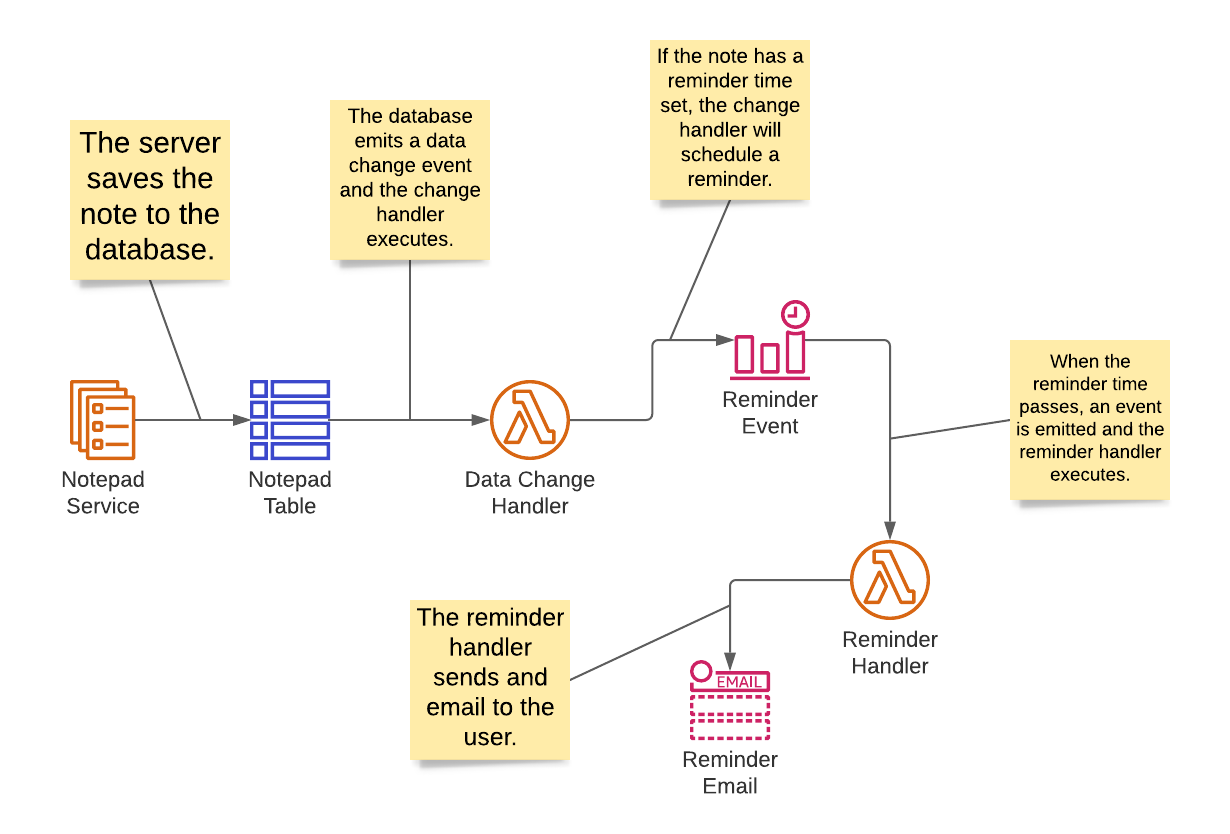 The server
saves the
note to the
database.
The database
emits a data
change event
and the change
handler
executes.
If the note has a
reminder time
set, the change
handler will
schedule a
reminder.
Notepad
Service
Notepad
Table
Data Change
Handler
Reminder
Event
When the
reminder time
passes, an event
is emitted and the
reminder handler
executes.
Reminder
Handler
The reminder
handler
sends and
email to the
user.
EMAIL
Reminder
Email